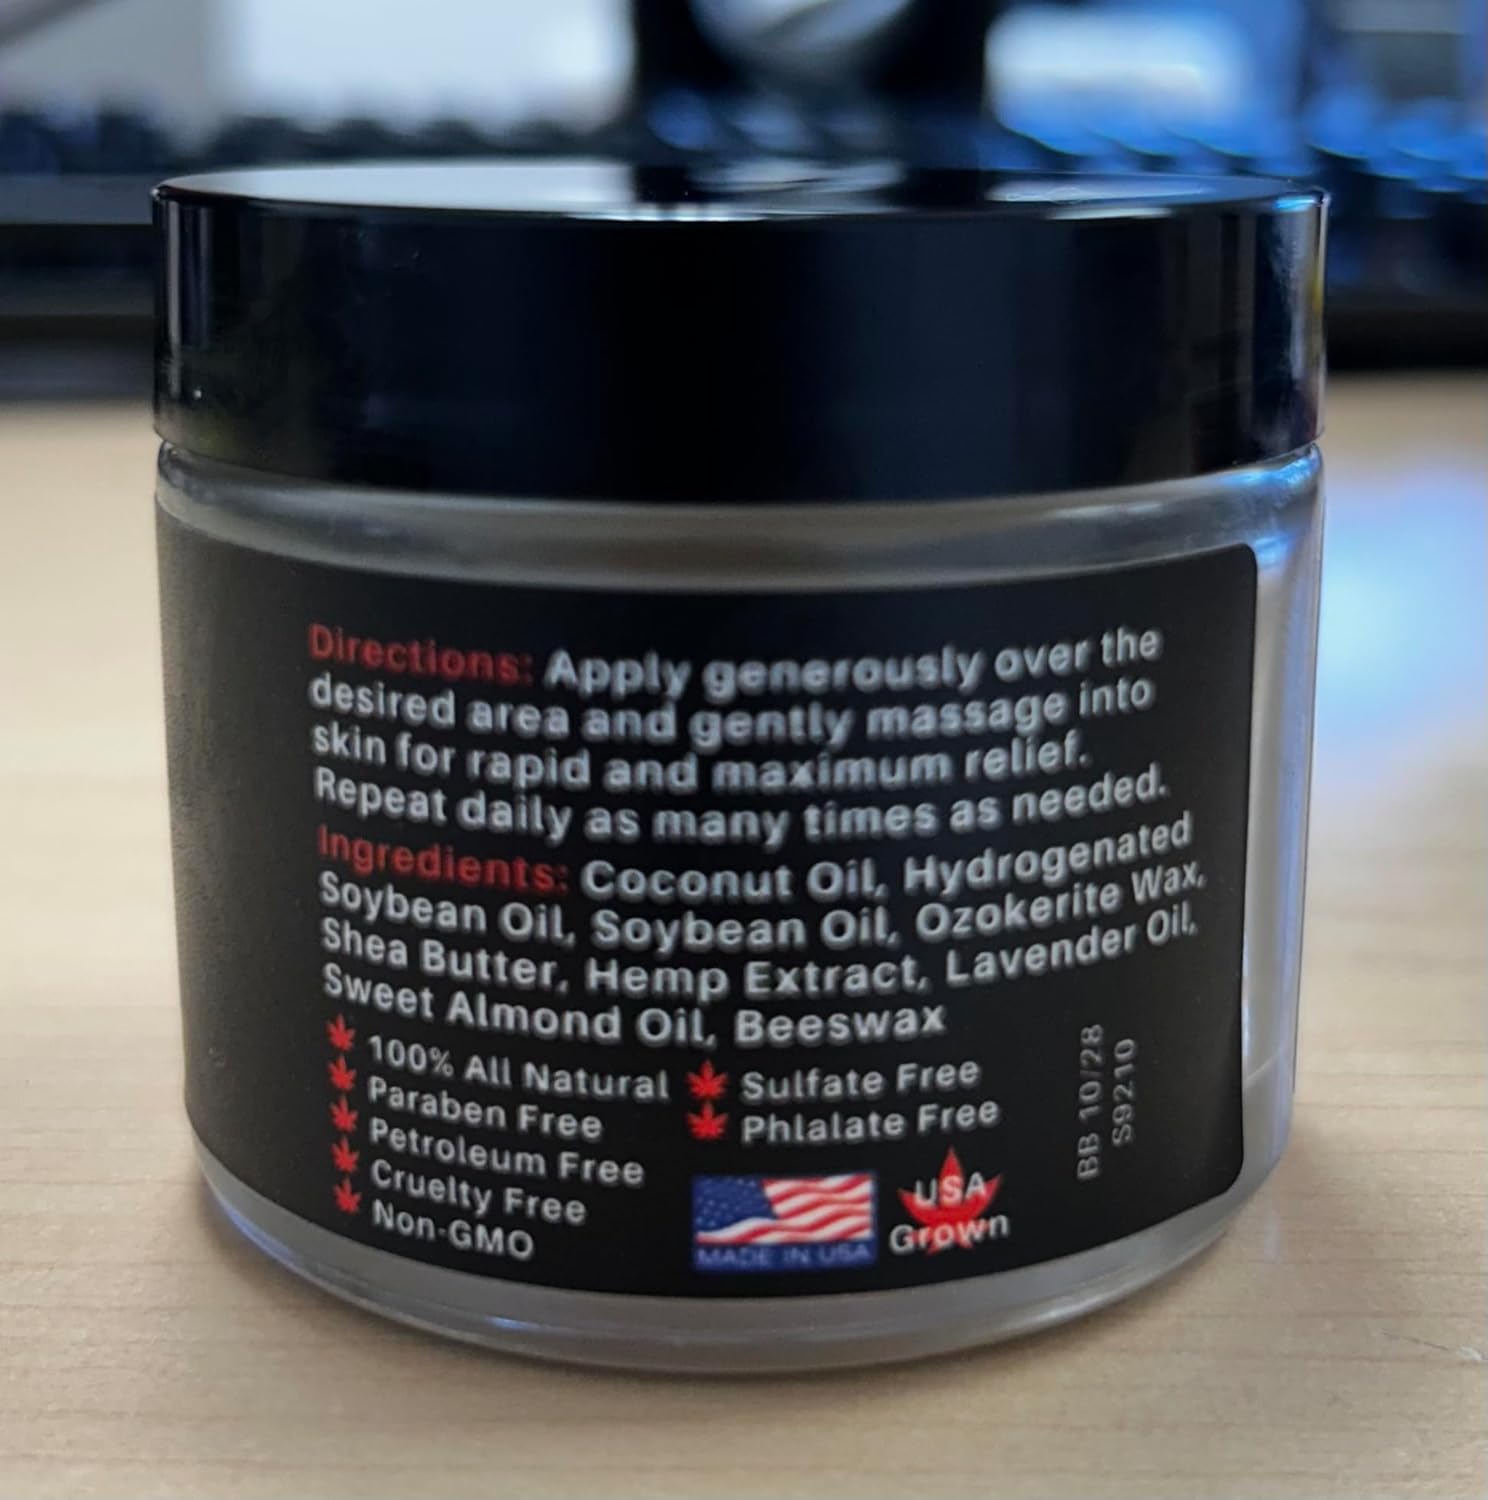 Directions: Apply generously over the
desired area and gently massage into
skin for rapid and maximum relief.
Repeat daily as many times as needed.
Ingredients: Coconut Oil, Hydrogenated
Soybean Oil, Soybean Oil, Ozokerite Wax,
Shea Butter, Hemp Extract, Lavender Oil,
Sweet Almond Oil, Beeswax
100% All Natural
Paraben Free
Petroleum Free
Cruelty Free
Non-GMO
Sulfate Free
Phlalate Free
MADE IN USA
USA
Grown
BB 10/28
S9210